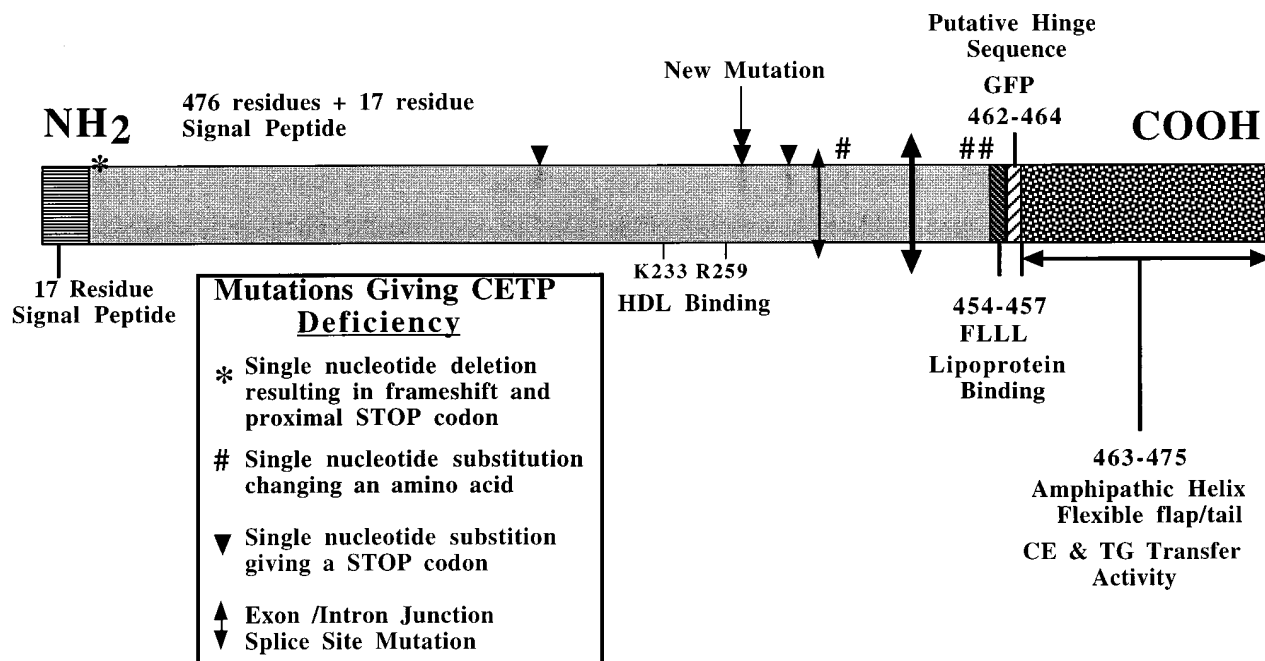 Putative Hinge
Sequence
GFP
462-464
New Mutation
476 residues + 17 residue
Signal Peptide
NH2
COOH
*
#
##
17 Residue
Signal Peptide
K233 R259
HDL Binding
454-457
FLLL
Lipoprotein
Binding
463-475
Amphipathic Helix
Flexible flap/tail
CE & TG Transfer
Activity
Mutations Giving CETP
Deficiency
* Single nucleotide deletion
resulting in frameshift and
proximal STOP codon
# Single nucleotide substitution
changing an amino acid
Single nucleotide substition
giving a STOP codon
Exon /Intron Junction
Splice Site Mutation